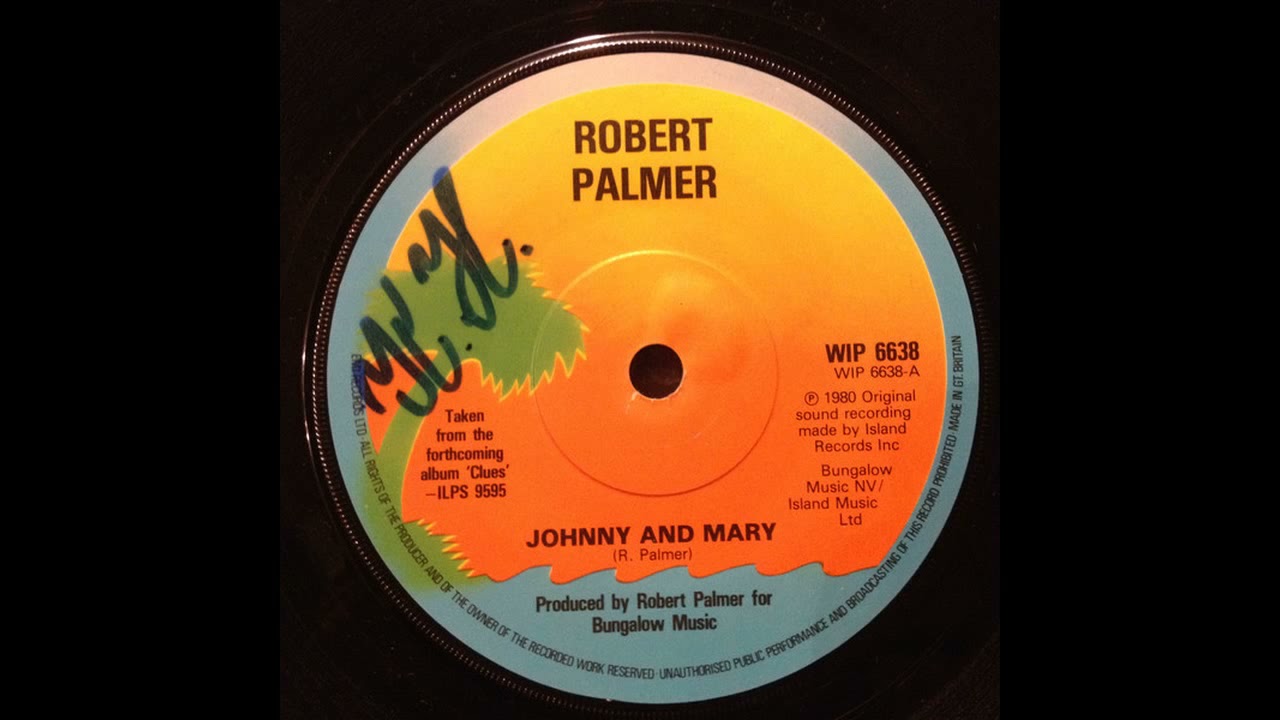 ROBERT
PALMER
WIP 6638
WIP 6638-A
Ⓟ 1980 Original
sound recording
made by Island
Records Inc
Bungalow
Music NV/
Island Music
Ltd
Taken
from the
forthcoming
album 'Clues'
–ILPS 9595
JOHNNY AND MARY
(R. Palmer)
Produced by Robert Palmer for
Bungalow Music
EMI RECORDS LTD·ALL RIGHTS OF THE PRODUCER AND OF THE OWNER OF THE RECORDED WORK RESERVED·UNAUTHORISED PUBLIC PERFORMANCE AND BROADCASTING OF THIS RECORD PROHIBITED·MADE IN GT. BRITAIN